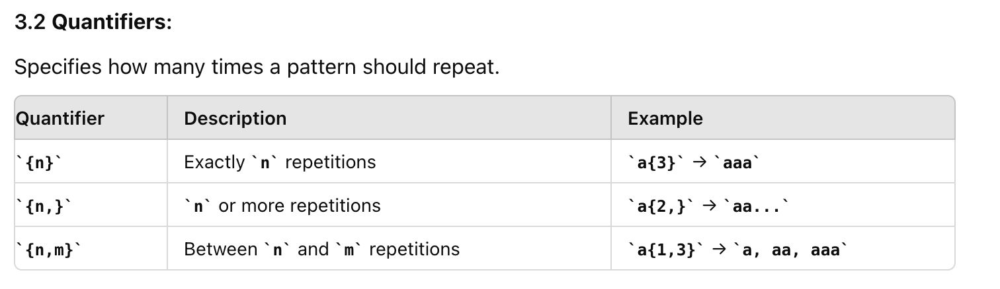 3.2 Quantifiers:
Specifies how many times a pattern should repeat.
Quantifier Description Example
`{n}` Exactly `n` repetitions `a{3}` → `aaa`
`{n,}` `n` or more repetitions `a{2,}` → `aa...`
`{n,m}` Between `n` and `m` repetitions `a{1,3}` → `a, aa, aaa`